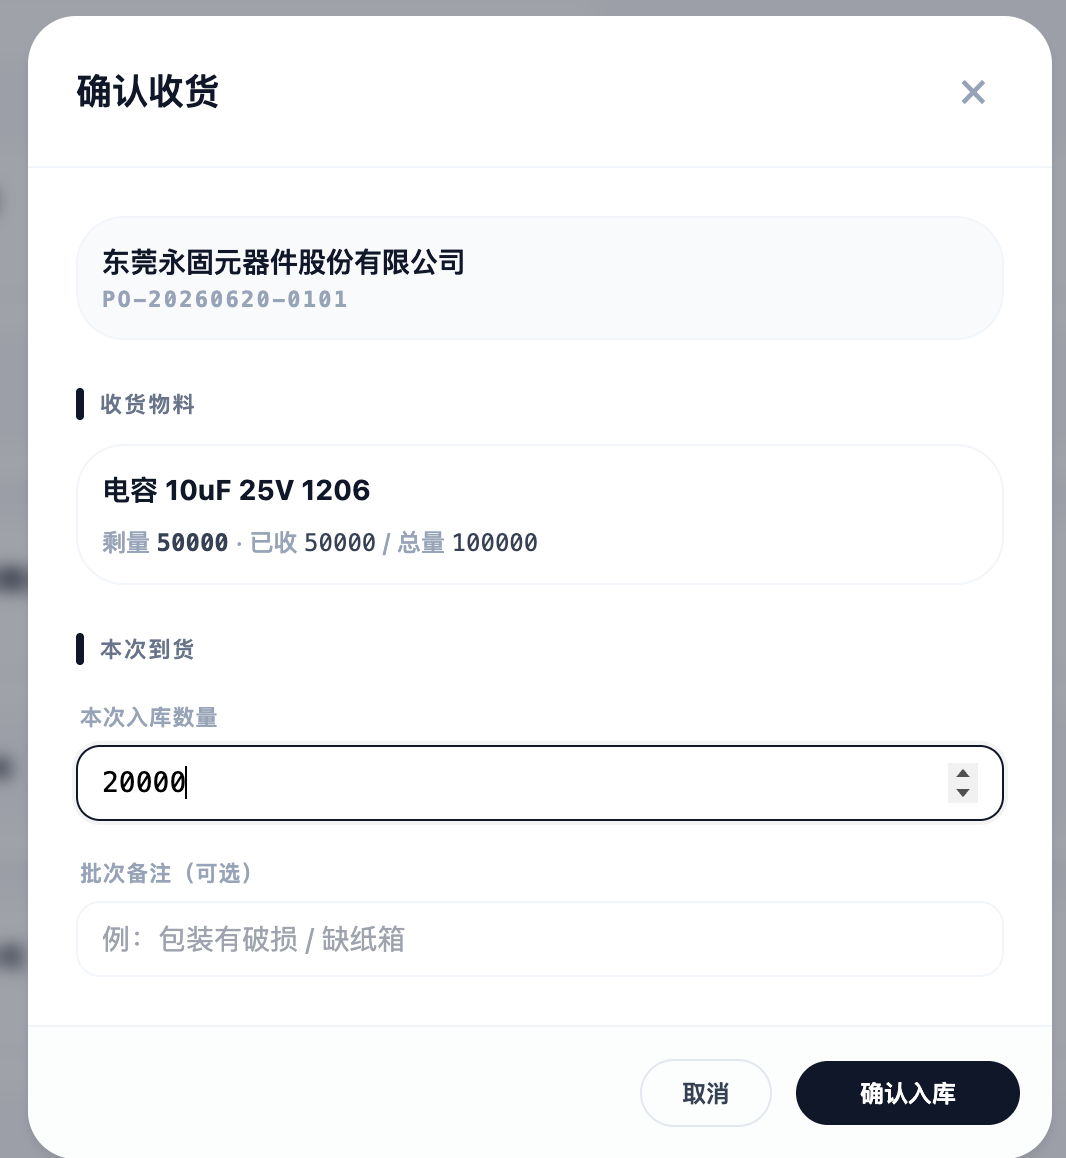 确认收货
东莞永固元器件股份有限公司
PO-20260620-0101
收货物料
电容 10uF 25V 1206
剩量 50000 · 已收 50000 / 总量 100000
本次到货
本次入库数量
20000
批次备注（可选）
例：包装有破损 / 缺纸箱
取消
确认入库